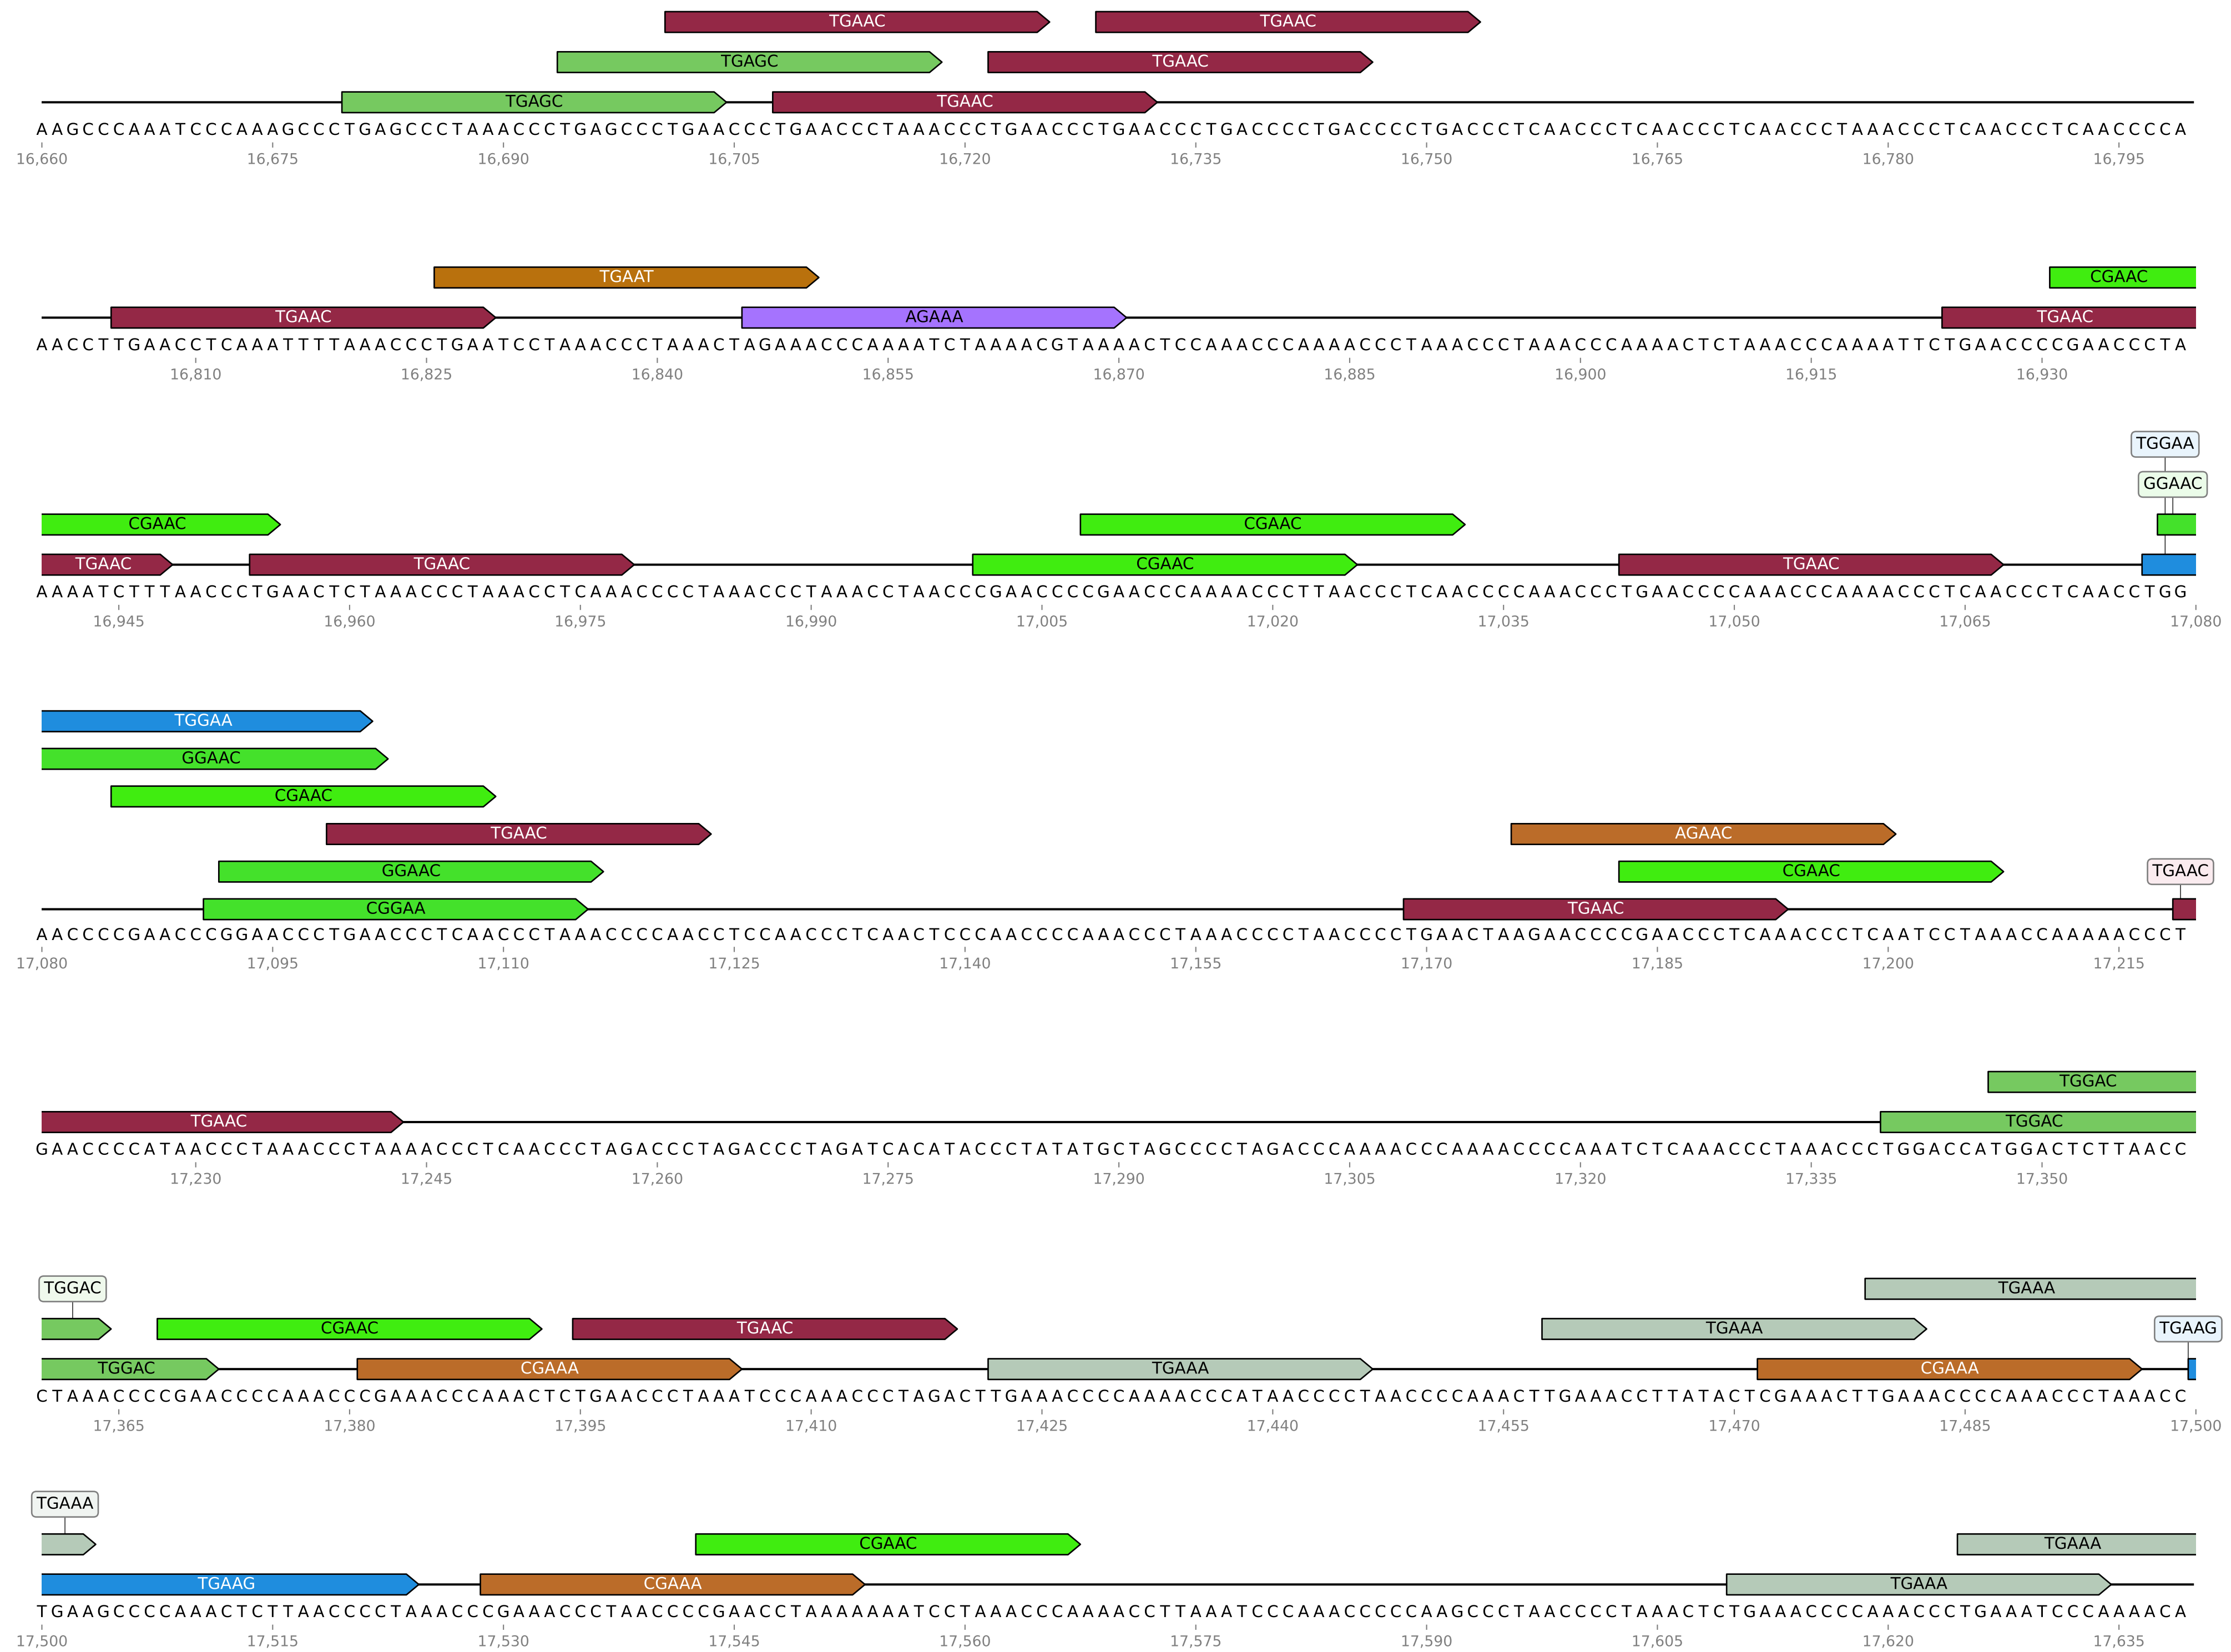 TGAAC TGAAC
TGAGC TGAAC
TGAGC TGAAC
AAGCCCAAATCCCAAAGCCCTGAGCCCTAAACCCTGAGCCCTGAACCCTGAACCCTAAACCCTGAACCCTGAACCCTGACCCCTGACCCCTGACCCTCAACCCTCAACCCTCAACCCTAAACCCTCAACCCTCAACCCCA
16,660 16,675 16,690 16,705 16,720 16,735 16,750 16,765 16,780 16,795
TGAAT CGAAC
TGAAC AGAAA TGAAC
AACCTTGAACCTCAAATTTTAAACCCTGAATCCTAAACCCTAAACTAGAAACCCAAAATCTAAAACGTAAAACTCCAAACCCAAAACCCTAAACCCTAAACCCAAAACTCTAAACCCAAAATTCTGAACCCCGAACCCTA
16,810 16,825 16,840 16,855 16,870 16,885 16,900 16,915 16,930
TGGAA
GGAAC
CGAAC CGAAC
TGAAC TGAAC CGAAC TGAAC
AAAATCTTTAACCCTGAACTCTAAACCCTAAACCTCAAACCCCTAAACCCTAAACCTAACCCGAACCCCGAACCCAAAACCCTTAACCCTCAACCCCAAACCCTGAACCCCAAACCCAAAACCCTCAACCCTCAACCTGG
16,945 16,960 16,975 16,990 17,005 17,020 17,035 17,050 17,065 17,080
TGGAA
GGAAC
CGAAC
TGAAC AGAAC
GGAAC CGAAC TGAAC
CGGAA TGAAC
AACCCCGAACCCGGAACCCTGAACCCTCAACCCTAAACCCCAACCTCCAACCCTCAACTCCCAACCCCAAACCCTAAACCCCTAACCCCTGAACTAAGAACCCCGAACCCTCAAACCCTCAATCCTAAACCAAAAACCCT
17,080 17,095 17,110 17,125 17,140 17,155 17,170 17,185 17,200 17,215
TGGAC
TGAAC TGGAC
GAACCCCATAACCCTAAACCCTAAAACCCTCAACCCTAGACCCTAGACCCTAGATCACATACCCTATATGCTAGCCCCTAGACCCAAAACCCAAAACCCCAAATCTCAAACCCTAAACCCTGGACCATGGACTCTTAACC
17,230 17,245 17,260 17,275 17,290 17,305 17,320 17,335 17,350
TGGAC TGAAA
CGAAC TGAAC TGAAA TGAAG
TGGAC CGAAA TGAAA CGAAA
CTAAACCCCGAACCCCAAACCCGAAACCCAAACTCTGAACCCTAAATCCCAAACCCTAGACTTGAAACCCCAAAACCCATAACCCCTAACCCCAAACTTGAAACCTTATACTCGAAACTTGAAACCCCAAACCCTAAACC
17,365 17,380 17,395 17,410 17,425 17,440 17,455 17,470 17,485 17,500
TGAAA
CGAAC TGAAA
TGAAG CGAAA TGAAA
TGAAGCCCCAAACTCTTAACCCCTAAACCCGAAACCCTAACCCCGAACCTAAAAAAATCCTAAACCCAAAACCTTAAATCCCAAACCCCCAAGCCCTAACCCCTAAACTCTGAAACCCCAAACCCTGAAATCCCAAAACA
17,500 17,515 17,530 17,545 17,560 17,575 17,590 17,605 17,620 17,635